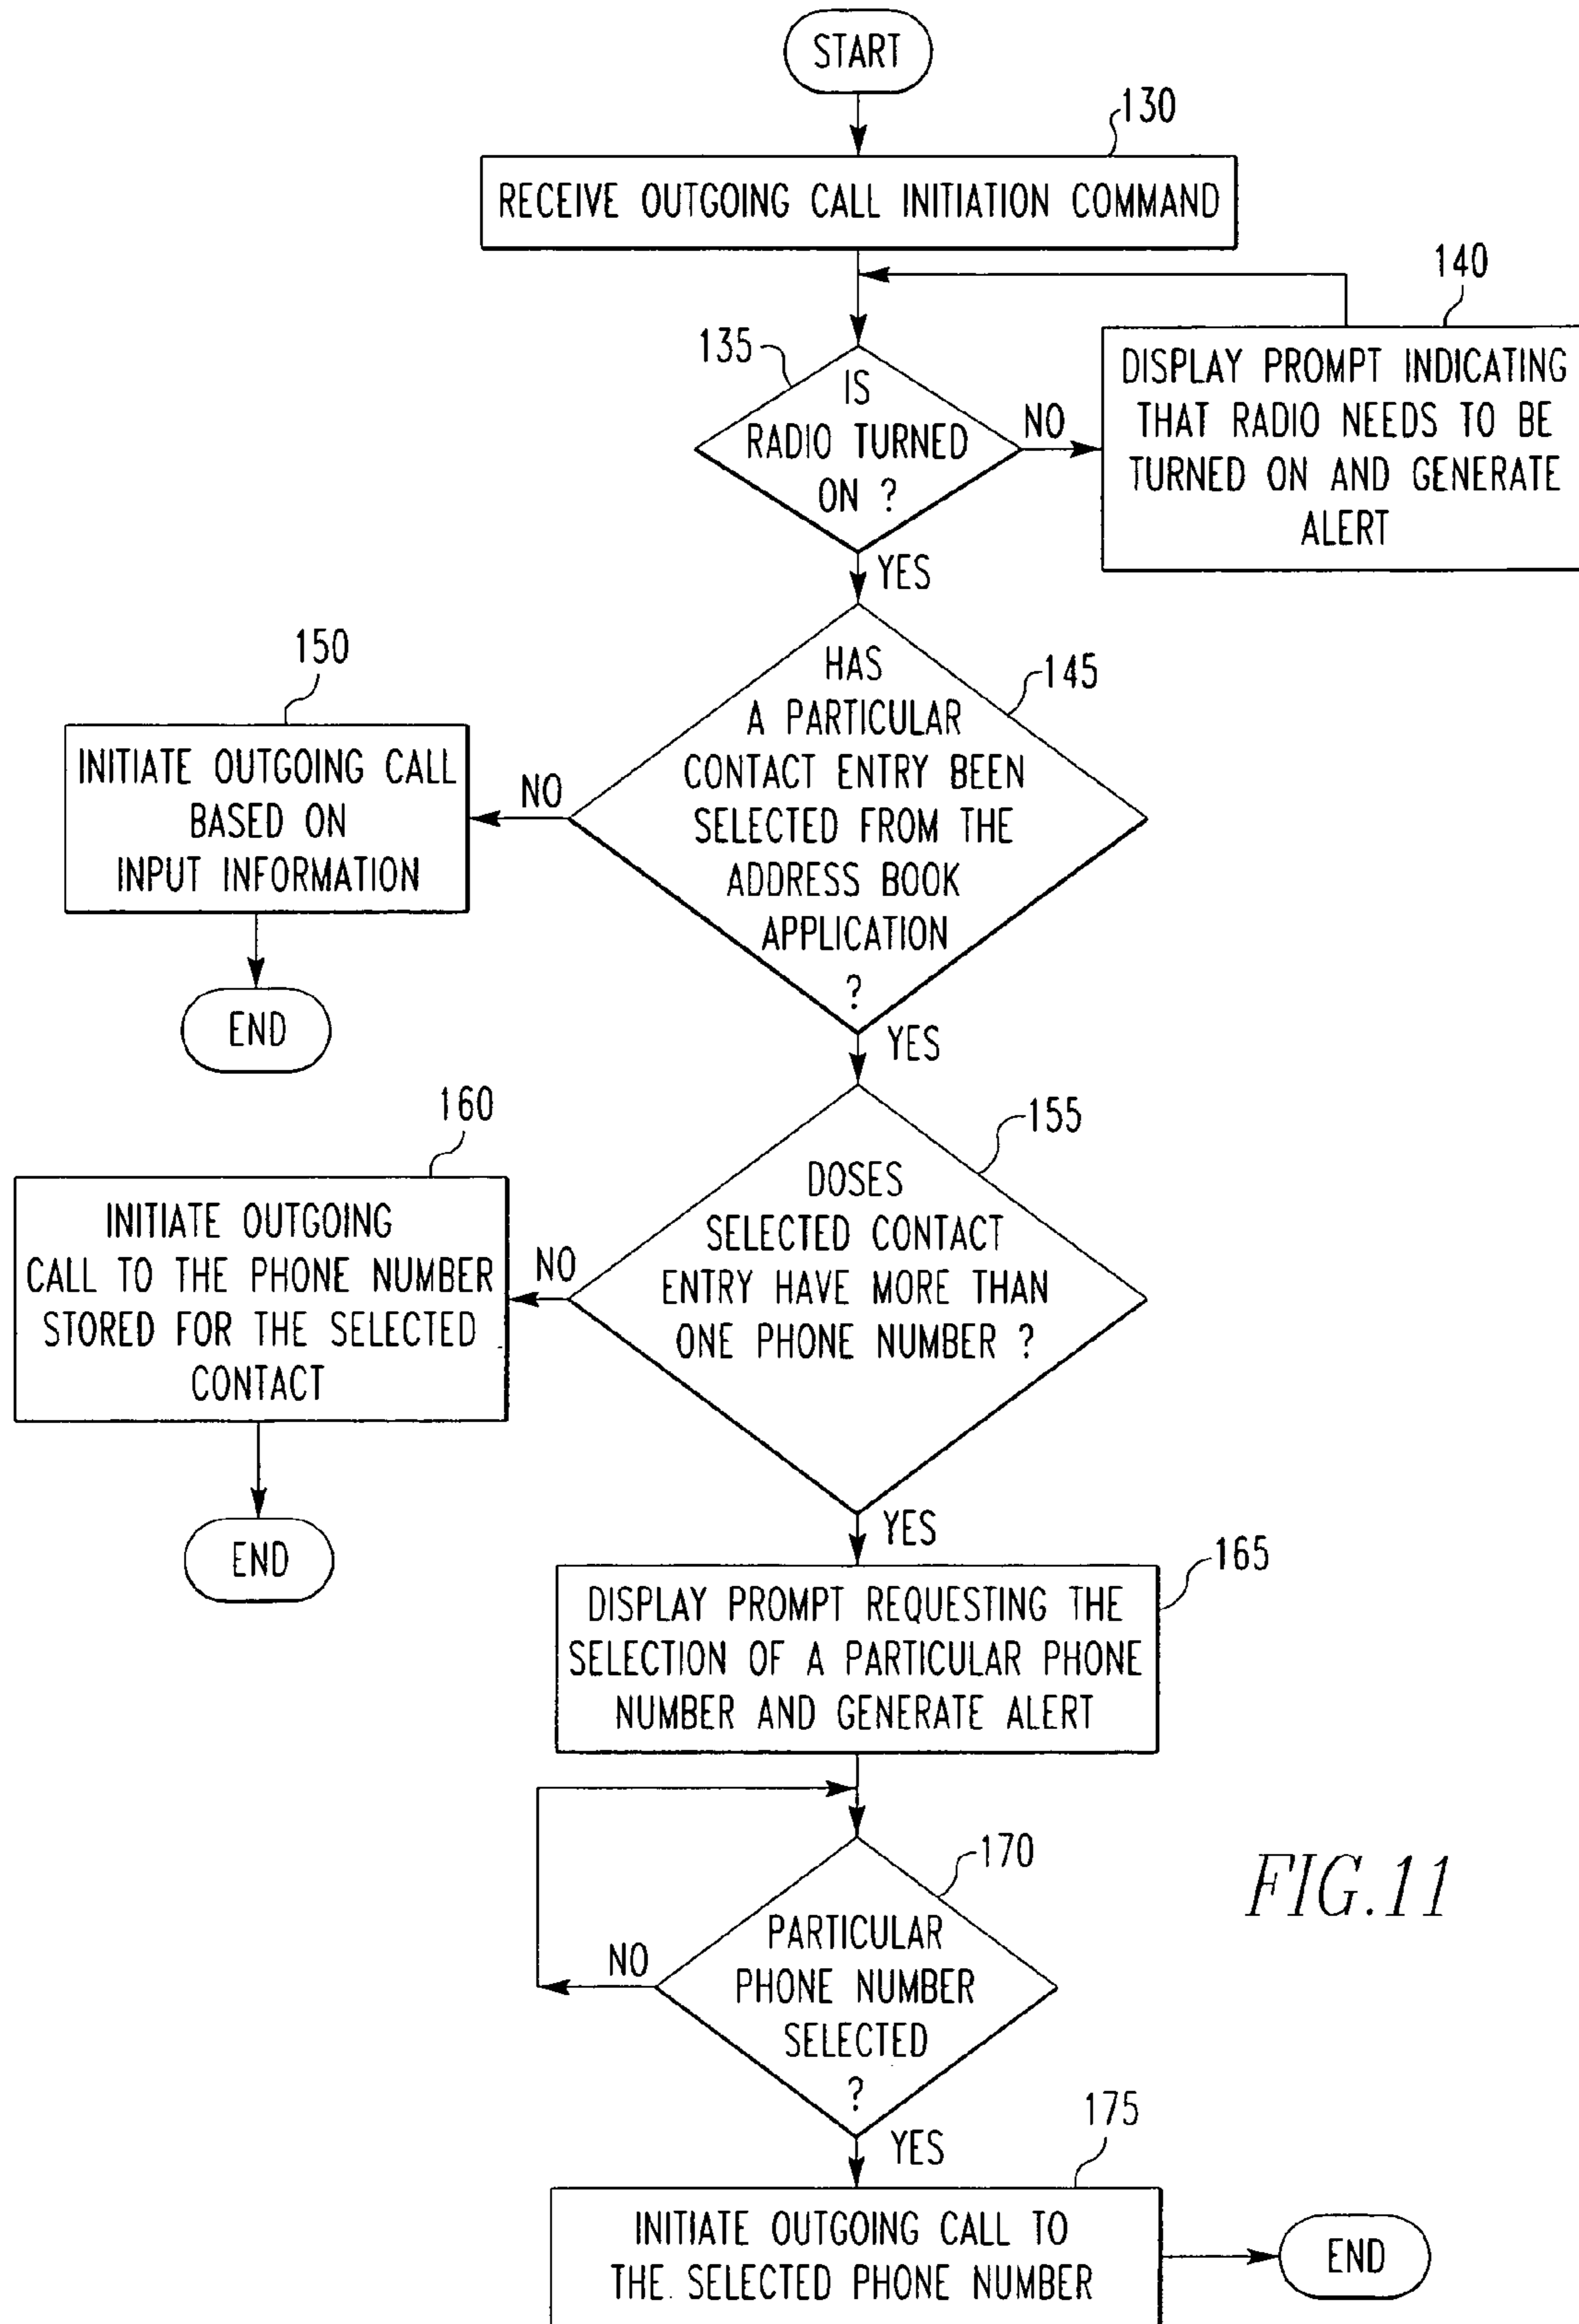 START
130
RECEIVE OUTGOING CALL INITIATION COMMAND
140
135
IS
RADIO TURNED
ON ?
NO
DISPLAY PROMPT INDICATING
THAT RADIO NEEDS TO BE
TURNED ON AND GENERATE
ALERT
YES
150
145
HAS
A PARTICULAR
CONTACT ENTRY BEEN
SELECTED FROM THE
ADDRESS BOOK
APPLICATION
?
NO
INITIATE OUTGOING CALL
BASED ON
INPUT INFORMATION
END
YES
160
155
DOSES
SELECTED CONTACT
ENTRY HAVE MORE THAN
ONE PHONE NUMBER ?
NO
INITIATE OUTGOING
CALL TO THE PHONE NUMBER
STORED FOR THE SELECTED
CONTACT
END
YES
165
DISPLAY PROMPT REQUESTING THE
SELECTION OF A PARTICULAR PHONE
NUMBER AND GENERATE ALERT
170
PARTICULAR
PHONE NUMBER
SELECTED
?
NO
FIG.11
YES
175
INITIATE OUTGOING CALL TO
THE SELECTED PHONE NUMBER
END